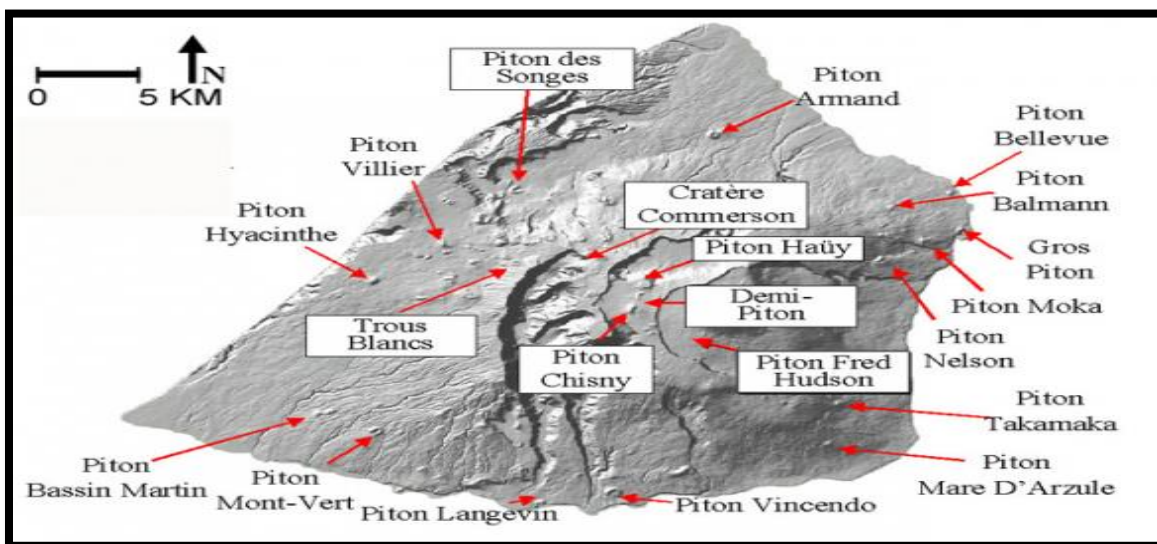 N
0 5 KM
Piton des
Songes
Piton
Armand
Piton
Bellevue
Piton
Villier
Cratère
Commerson
Piton
Balmann
Piton
Hyacinthe
Piton Haüy
Gros
Piton
Demi-
Piton
Piton Moka
Trous
Blancs
Piton
Chisny
Piton Fred
Hudson
Piton
Nelson
Piton
Takamaka
Piton
Bassin Martin
Piton
Mont-Vert
Piton Langevin
Piton Vincendo
Piton
Mare D'Arzule